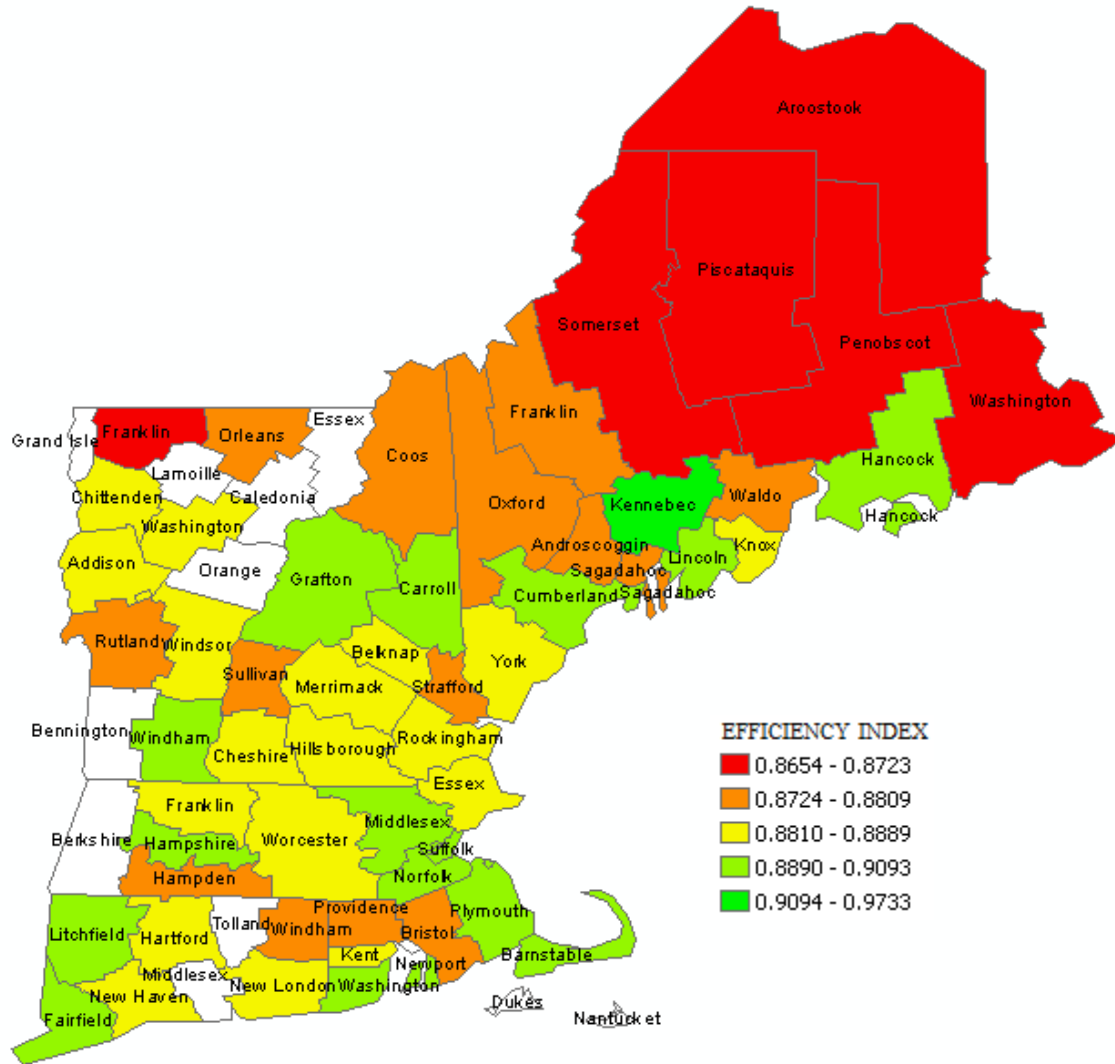 Aroostook
Piscataquis
Somerset
Penobscot
Washington
Franklin
Essex
Grand Isle
Franklin
Orleans
Coos
Hancock
Lamoille
Chittenden
Caledonia
Kennebec
Waldo
Oxford
Hancock
Washington
Androscoggin
Knox
Lincoln
Addison
Orange
Sagadahoc
Grafton
Carroll
Cumberland
Sagadahoc
Rutland
Windsor
Belknap
York
Sullivan
Merrimack
Strafford
Bennington
Windham
Rockingham
Hillsborough
Cheshire
Essex
EFFICIENCY INDEX
0.8654 - 0.8723
0.8724 - 0.8809
0.8810 - 0.8889
0.8890 - 0.9093
0.9094 - 0.9733
Franklin
Middlesex
Berkshire
Worcester
Hampshire
Suffolk
Hampden
Norfolk
Providence
Plymouth
Tolland
Windham
Bristol
Litchfield
Hartford
Kent
Barnstable
Newport
Middlesex
New London
Washington
New Haven
Fairfield
Dukes
Nantucket